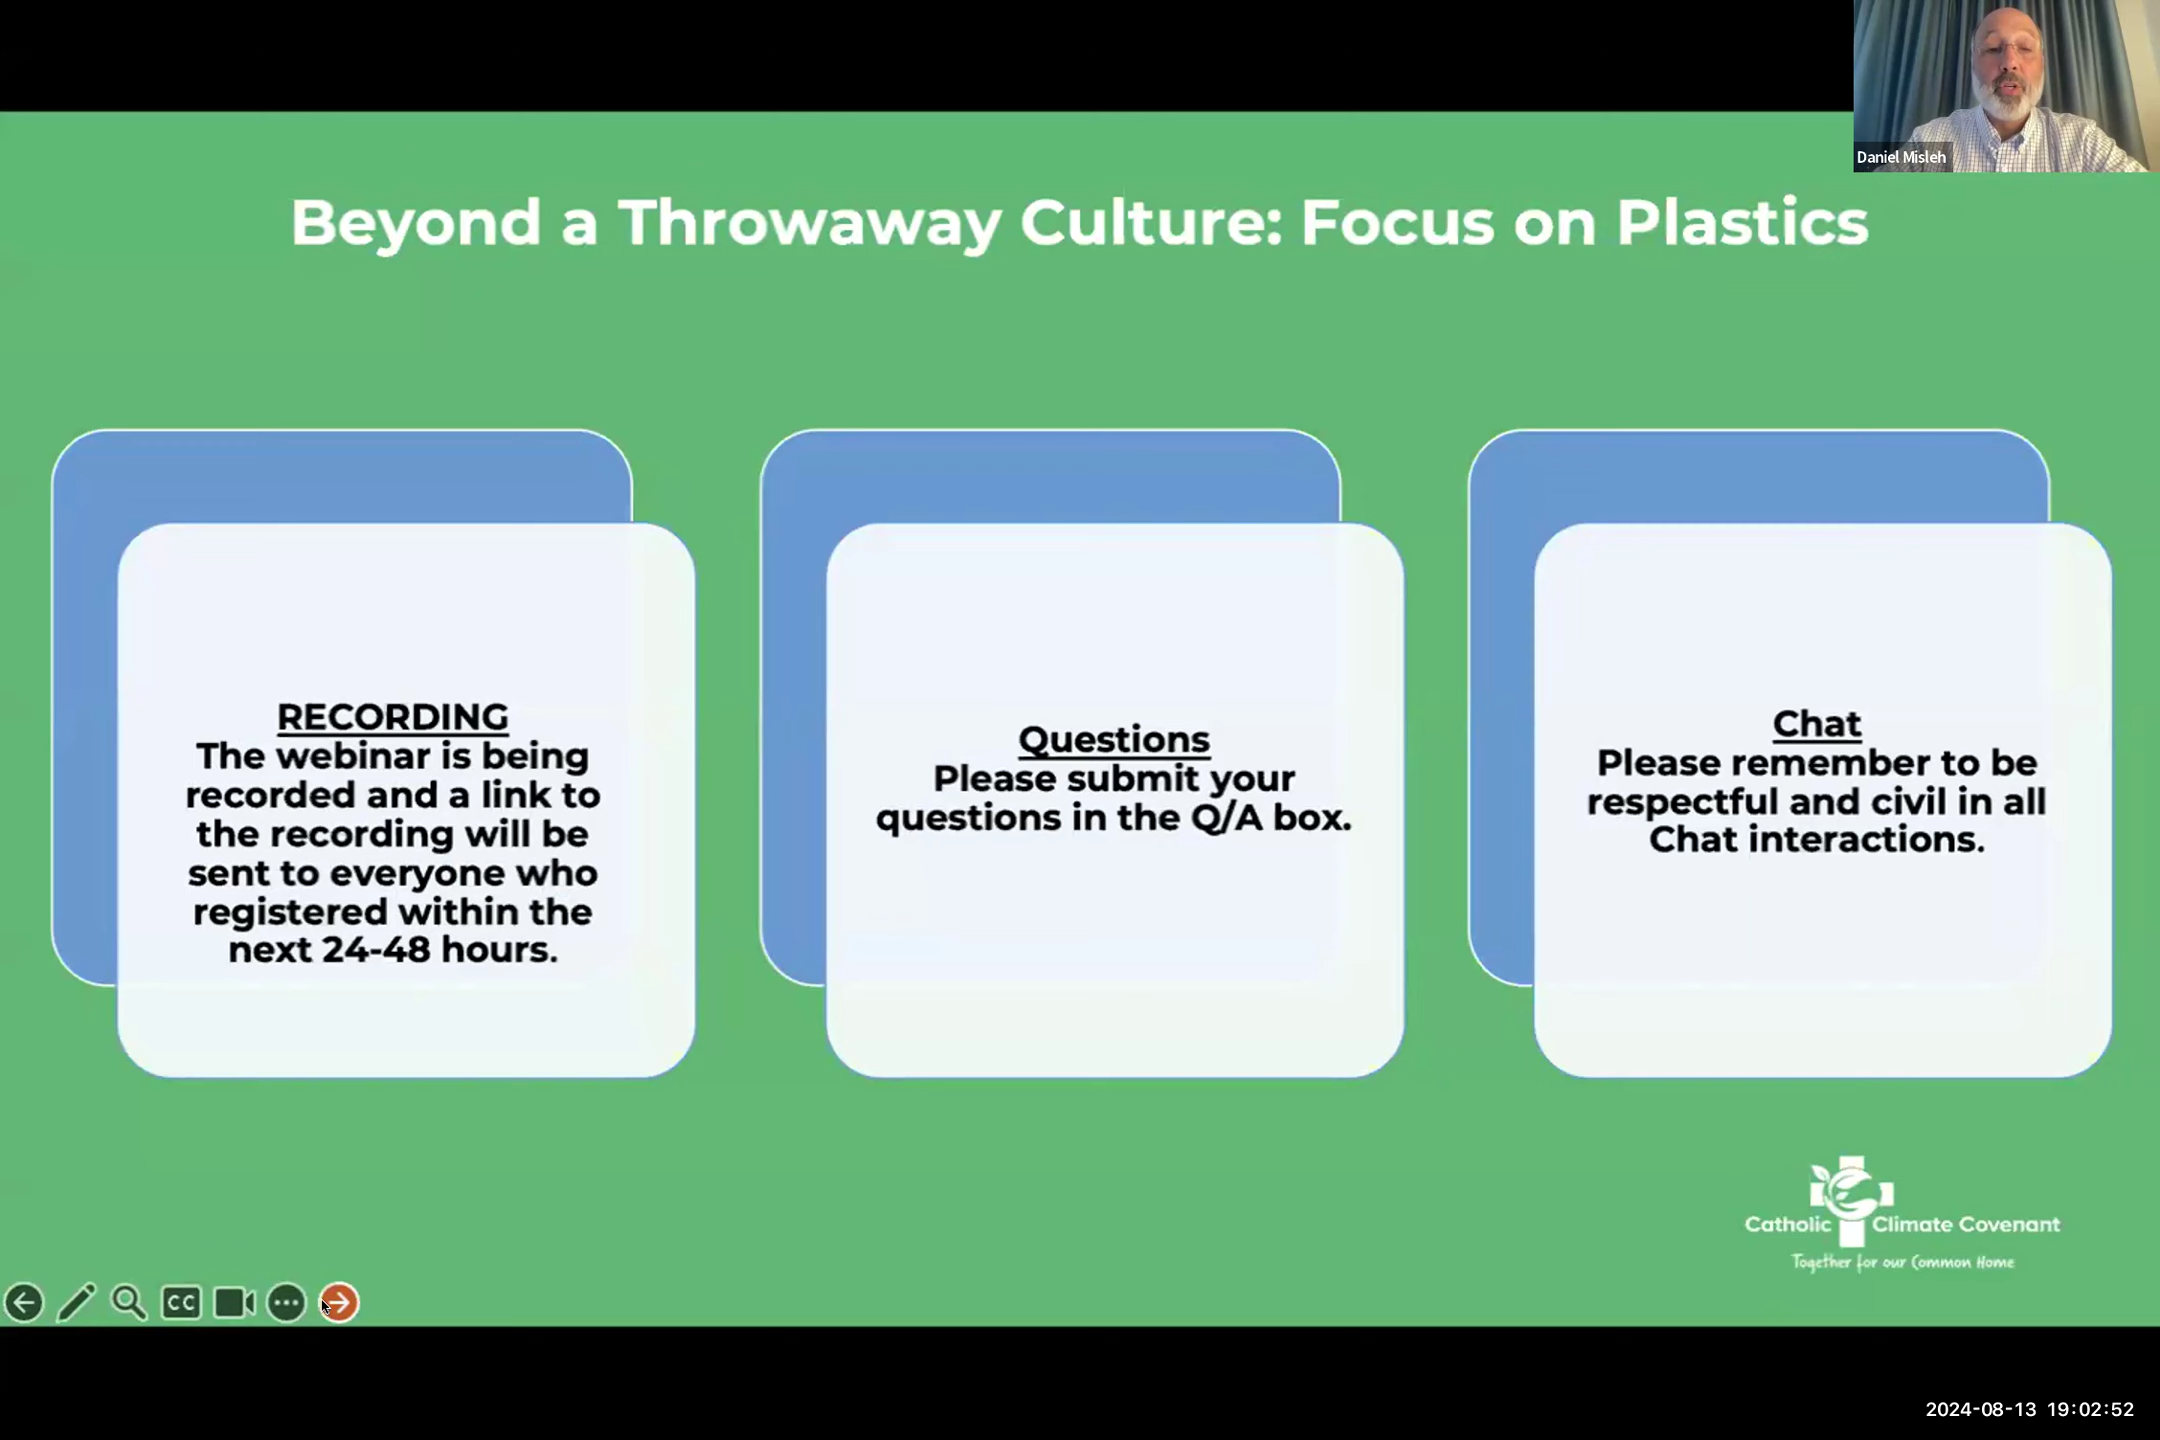 Daniel Misleh
Beyond a Throwaway Culture: Focus on Plastics
RECORDING
The webinar is being
recorded and a link to
the recording will be
sent to everyone who
registered within the
next 24-48 hours.
Questions
Please submit your
questions in the Q/A box.
Chat
Please remember to be
respectful and civil in all
Chat interactions.
Catholic Climate Covenant
Together for our Common Home
CC
2024-08-13 19:02:52